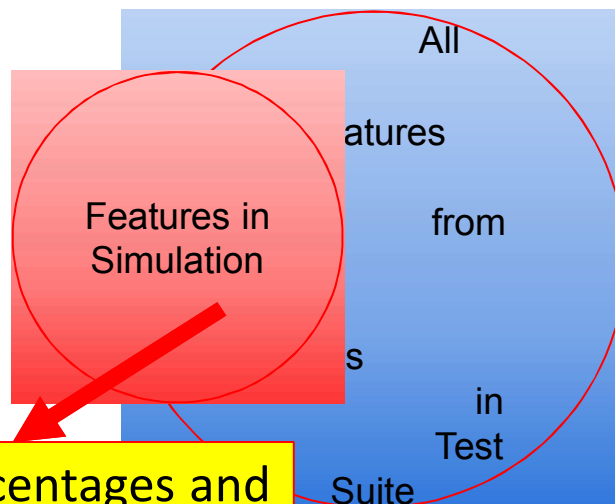 All
atures
Features in
Simulation
from
s
in
Test
centages and
Suite